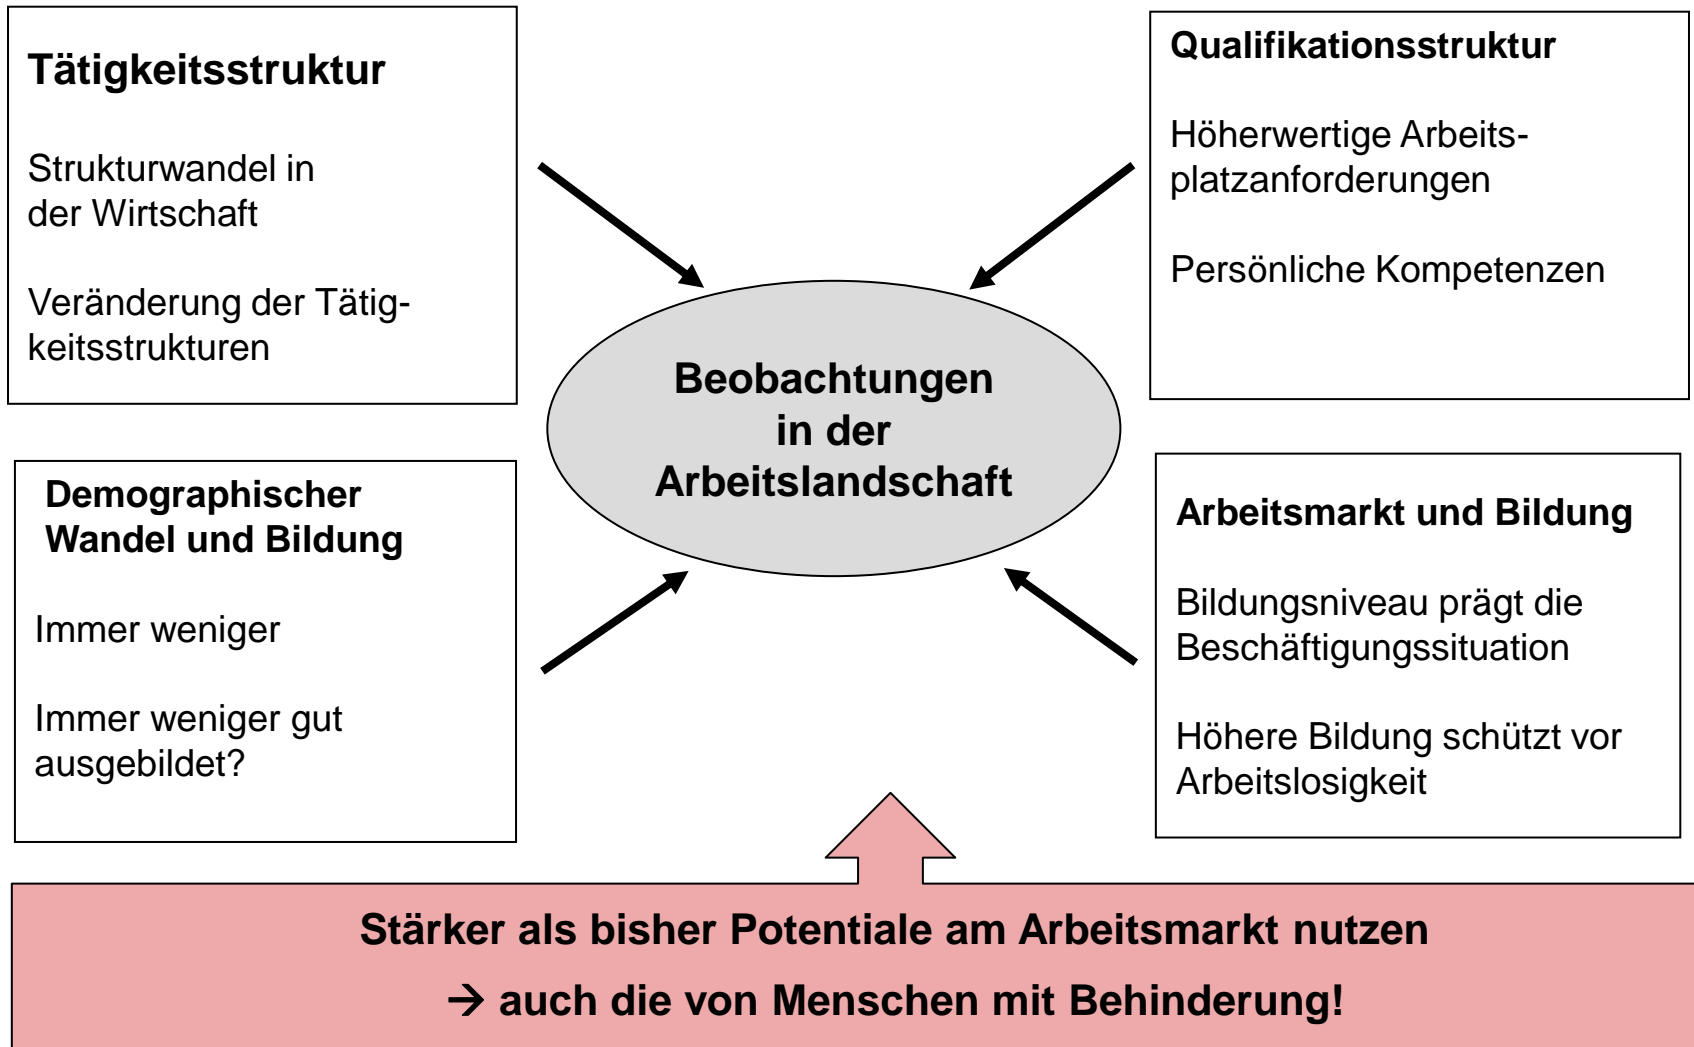 Tätigkeitsstruktur
Strukturwandel in
der Wirtschaft
Veränderung der Tätig-
keitsstrukturen
Qualifikationsstruktur
Höherwertige Arbeits-
platzanforderungen
Persönliche Kompetenzen
Beobachtungen
in der
Arbeitslandschaft
Demographischer
Wandel und Bildung
Immer weniger
Immer weniger gut
ausgebildet?
Arbeitsmarkt und Bildung
Bildungsniveau prägt die
Beschäftigungssituation
Höhere Bildung schützt vor
Arbeitslosigkeit
Stärker als bisher Potentiale am Arbeitsmarkt nutzen
→ auch die von Menschen mit Behinderung!